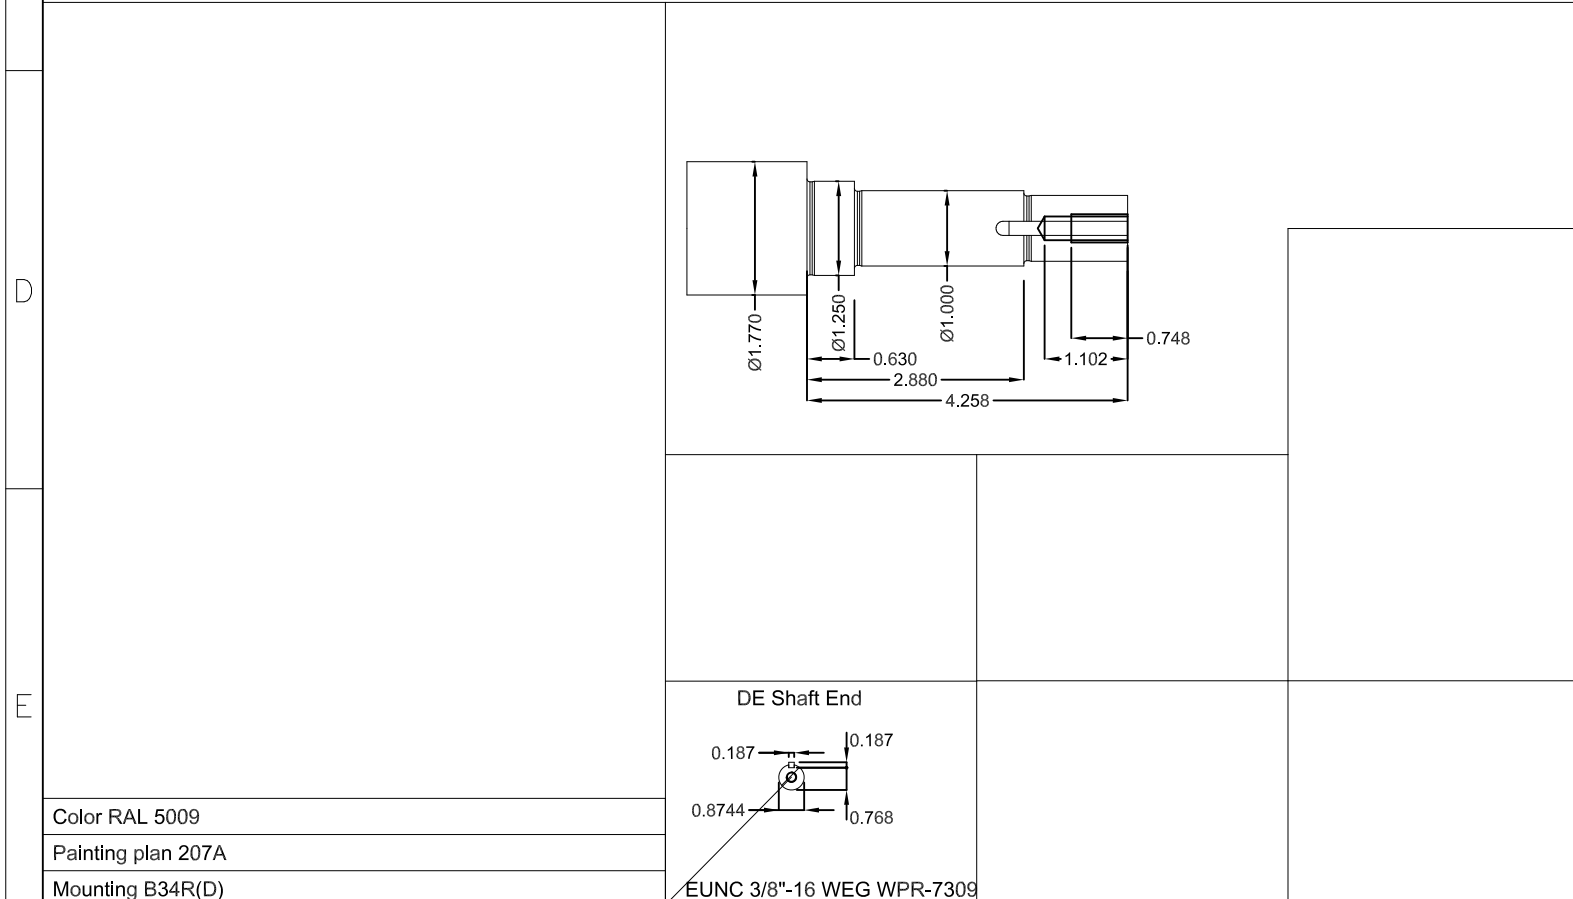 D
Ø1.770
Ø1.250
Ø1.000
0.748
0.630
1.102
2.880
4.258
E
DE Shaft End
0.187
0.187
0.8744
0.768
Color RAL 5009
Painting plan 207A
Mounting B34R(D)
EUNC 3/8"-16 WEG WPR-7309